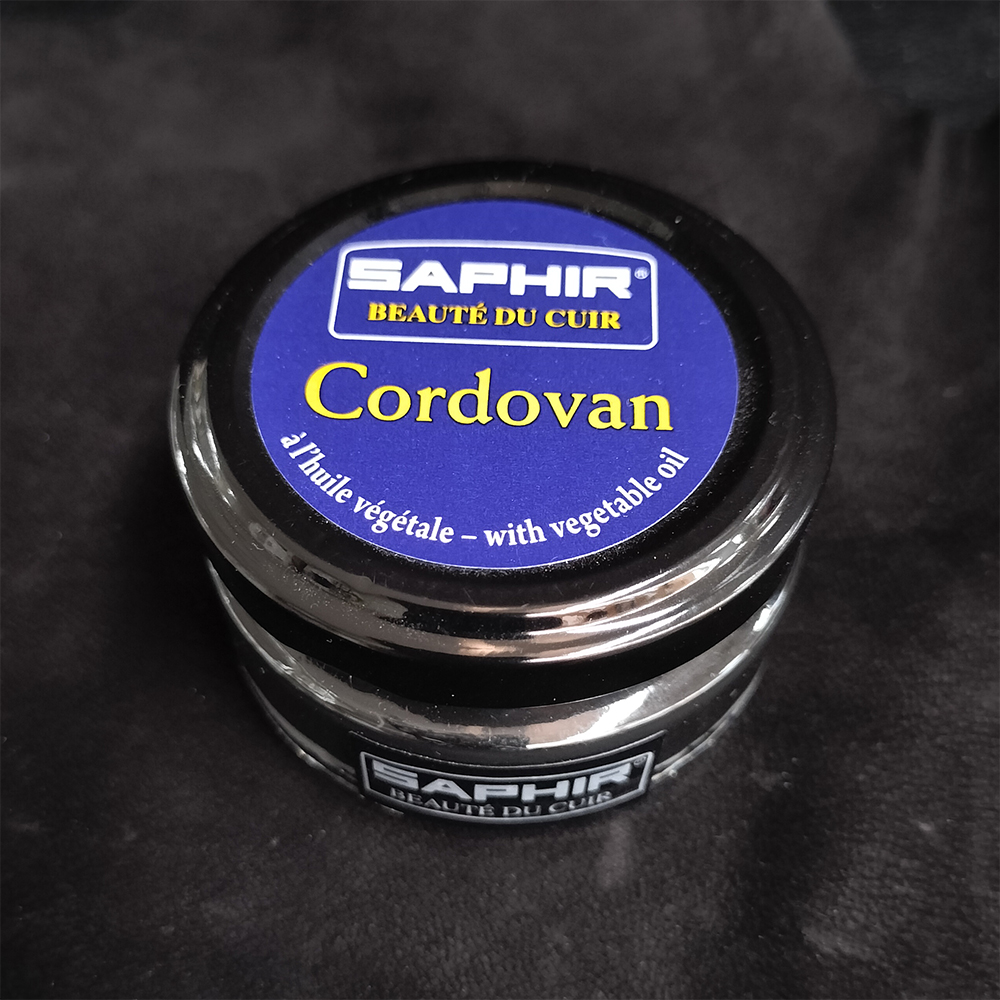 SAPHIR®
BEAUTÉ DU CUIR
Cordovan
à l'huile végétale – with vegetable oil
SAPHIR®
BEAUTÉ DU CUIR